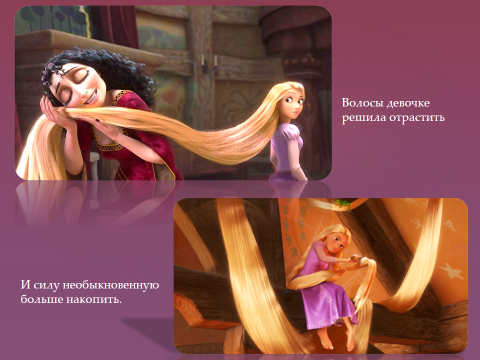 Волосы девочке
решила отрастить
И силу необыкновенную
больше накопить.